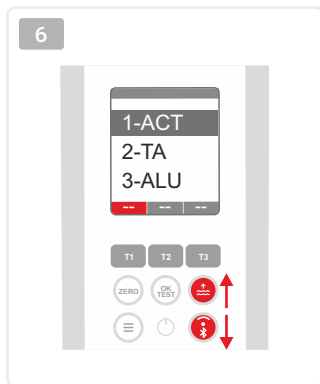 6
1-ACT
2-TA
3-ALU
-- -- --
T1 T2 T3
ZERO OK TEST